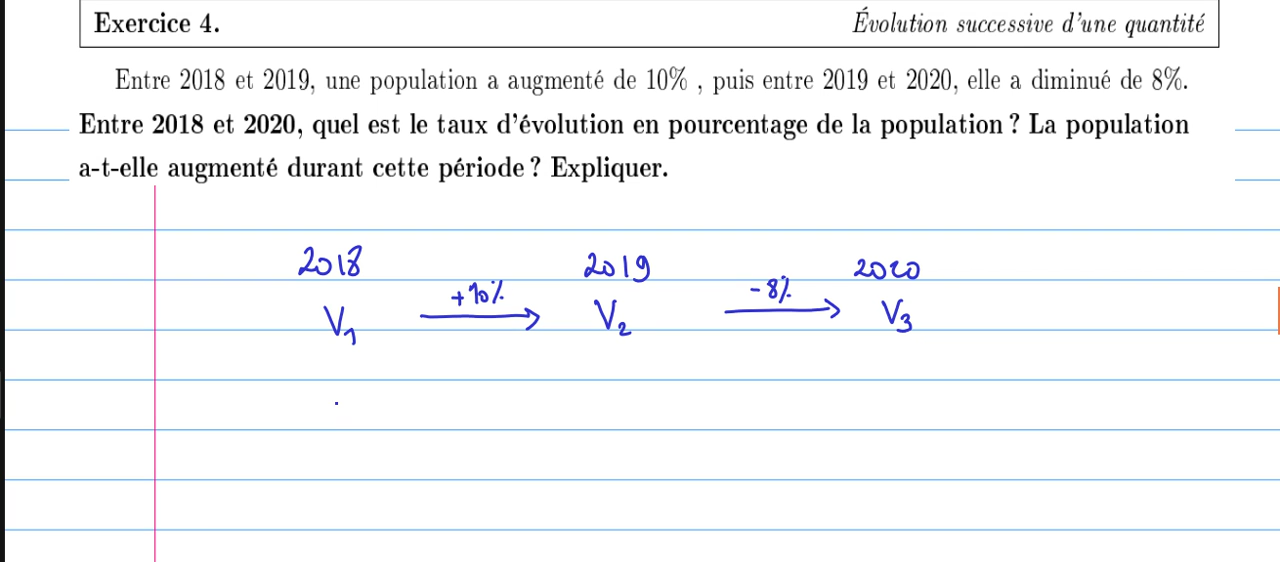 Exercice 4. Évolution successive d'une quantité
Entre 2018 et 2019, une population a augmenté de 10% , puis entre 2019 et 2020, elle a diminué de 8%.
Entre 2018 et 2020, quel est le taux d'évolution en pourcentage de la population ? La population
a-t-elle augmenté durant cette période ? Expliquer.
2018 2019 2020
+10% -8%
V₁ V₂ V₃